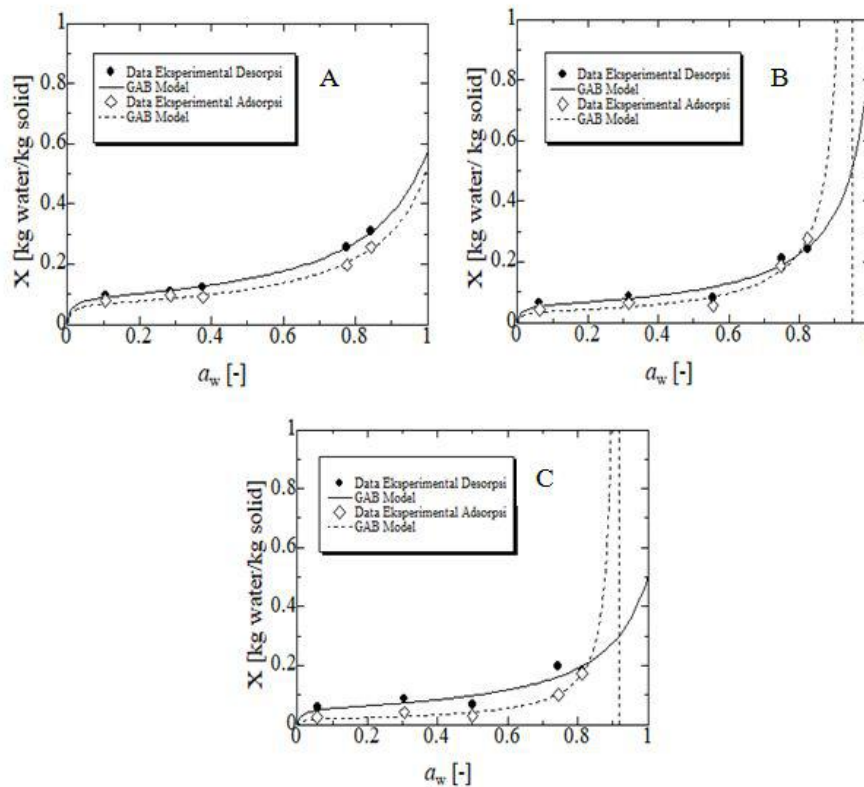 1
0.8
0.6
0.4
0.2
0
X [kg water/kg solid]
Data Eksperimental Desorpsi
GAB Model
Data Eksperimental Adsorpsi
GAB Model
A
0 0.2 0.4 0.6 0.8 1
a_w [-]
1
0.8
0.6
0.4
0.2
0
X [kg water/ kg solid]
Data Eksperimental Desorpsi
GAB Model
Data Eksperimental Adsorpsi
GAB Model
B
0 0.2 0.4 0.6 0.8
a_w [-]
1
0.8
0.6
0.4
0.2
0
X [kg water/kg solid]
Data Eksperimental Desorpsi
GAB Model
Data Eksperimental Adsorpsi
GAB Model
C
0 0.2 0.4 0.6 0.8 1
a_w [-]